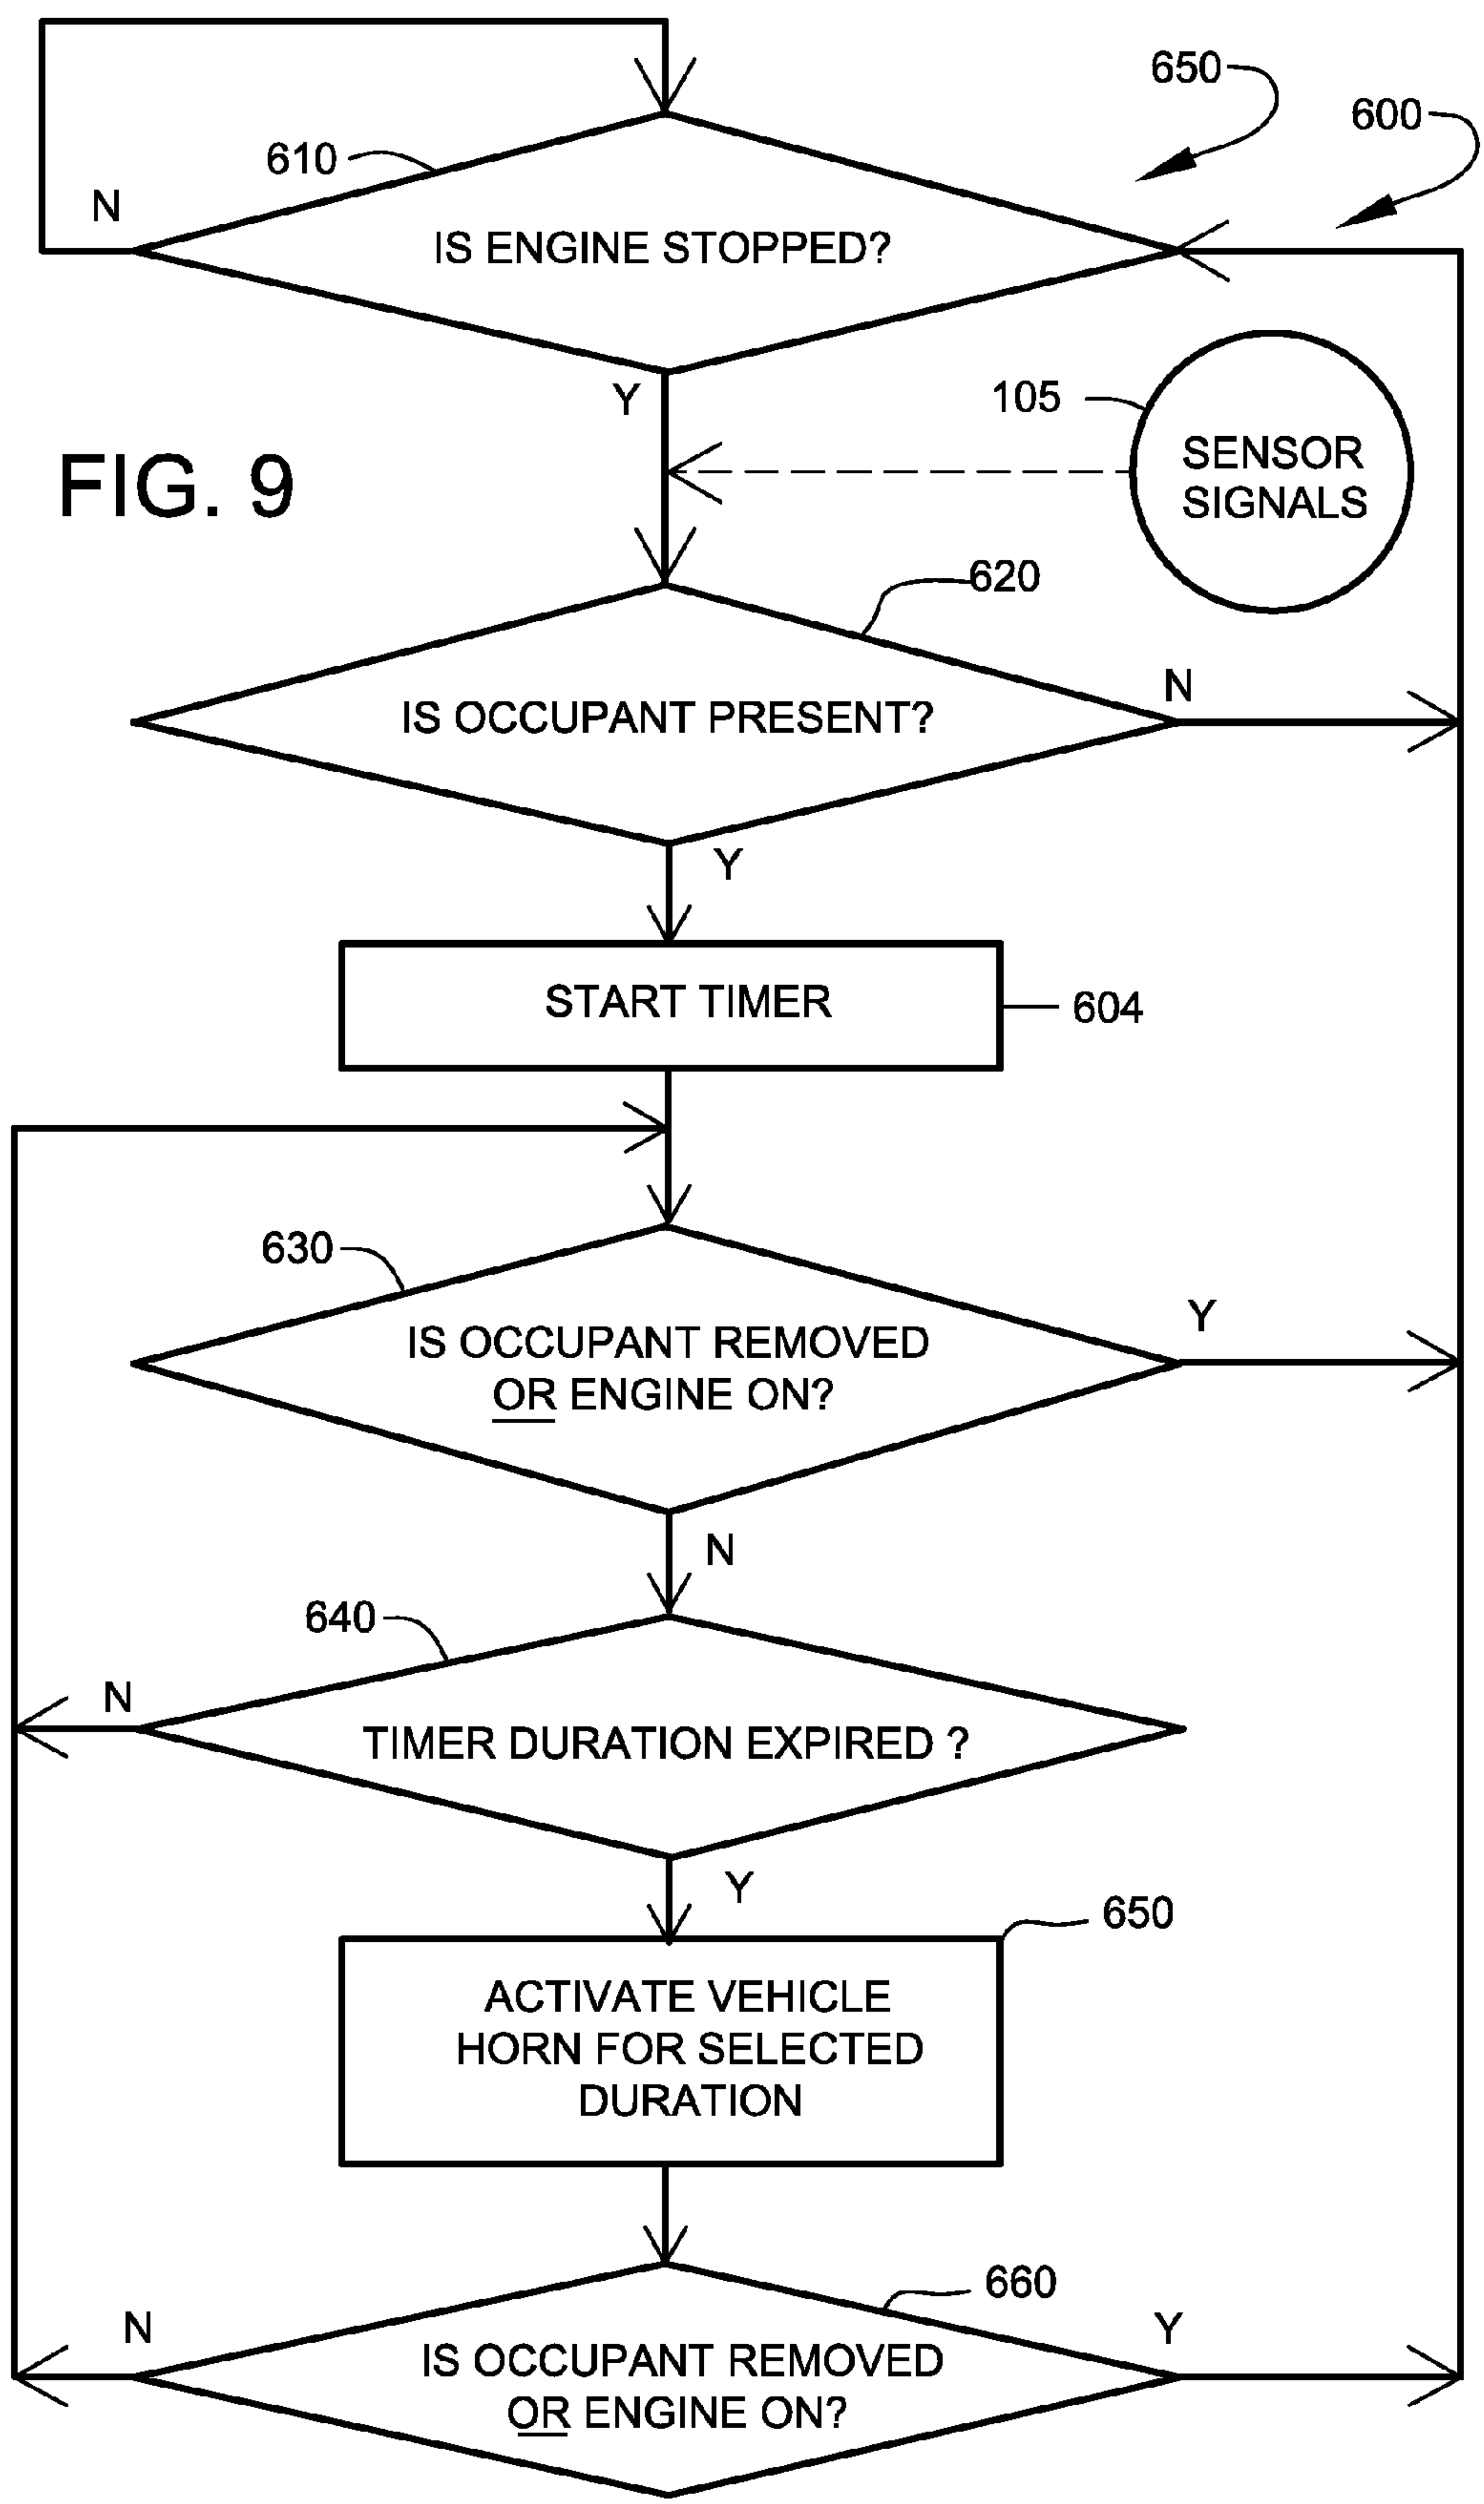 650
600
610
N
IS ENGINE STOPPED?
Y
105
SENSOR
SIGNALS
FIG. 9
620
N
IS OCCUPANT PRESENT?
Y
START TIMER
604
630
Y
IS OCCUPANT REMOVED
OR ENGINE ON?
N
640
N
TIMER DURATION EXPIRED ?
Y
650
ACTIVATE VEHICLE
HORN FOR SELECTED
DURATION
660
N
Y
IS OCCUPANT REMOVED
OR ENGINE ON?